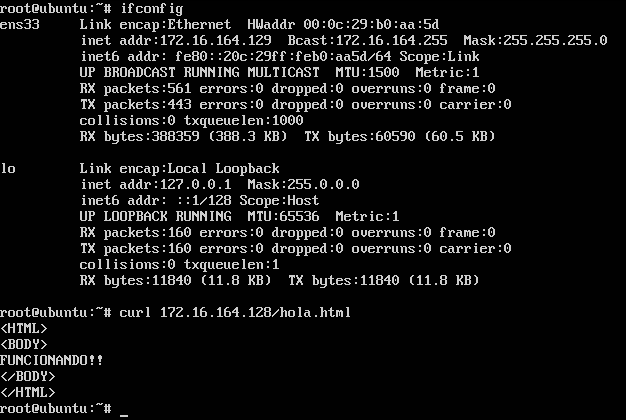 root@ubuntu:~# ifconfig
ens33     Link encap:Ethernet  HWaddr 00:0c:29:b0:aa:5d
          inet addr:172.16.164.129  Bcast:172.16.164.255  Mask:255.255.255.0
          inet6 addr: fe80::20c:29ff:feb0:aa5d/64 Scope:Link
          UP BROADCAST RUNNING MULTICAST  MTU:1500  Metric:1
          RX packets:561 errors:0 dropped:0 overruns:0 frame:0
          TX packets:443 errors:0 dropped:0 overruns:0 carrier:0
          collisions:0 txqueuelen:1000
          RX bytes:388359 (388.3 KB)  TX bytes:60590 (60.5 KB)

lo        Link encap:Local Loopback
          inet addr:127.0.0.1  Mask:255.0.0.0
          inet6 addr: ::1/128 Scope:Host
          UP LOOPBACK RUNNING  MTU:65536  Metric:1
          RX packets:160 errors:0 dropped:0 overruns:0 frame:0
          TX packets:160 errors:0 dropped:0 overruns:0 carrier:0
          collisions:0 txqueuelen:1
          RX bytes:11840 (11.8 KB)  TX bytes:11840 (11.8 KB)

root@ubuntu:~# curl 172.16.164.128/hola.html
<HTML>
<BODY>
FUNCIONANDO!!
</BODY>
</HTML>
root@ubuntu:~# _